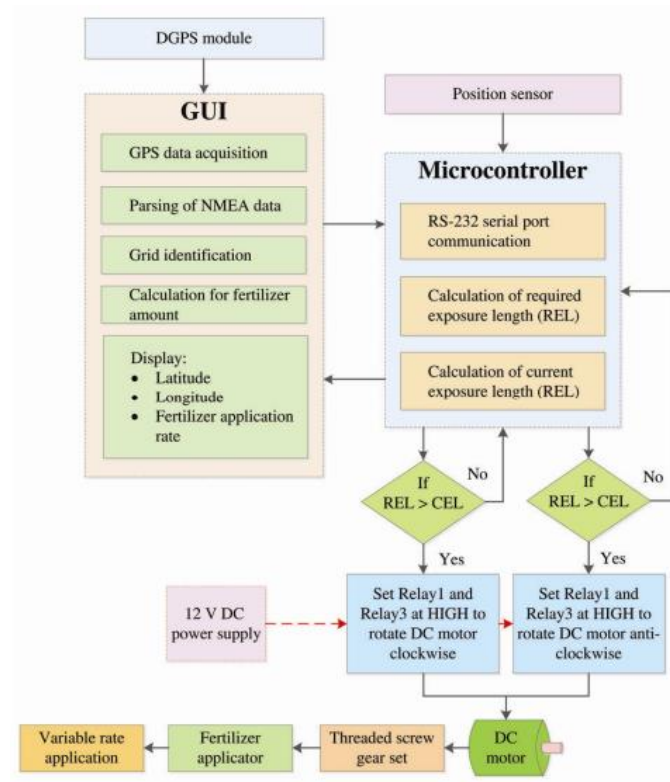 DGPS module
GUI
GPS data acquisition
Parsing of NMEA data
Grid identification
Calculation for fertilizer
amount
Display:
• Latitude
• Longitude
• Fertilizer application
rate
Position sensor
Microcontroller
RS-232 serial port
communication
Calculation of required
exposure length (REL)
Calculation of current
exposure length (REL)
If
REL > CEL
No
Yes
If
REL > CEL
No
Yes
12 V DC
power supply
Set Relay1 and
Relay3 at HIGH to
rotate DC motor
clockwise
Set Relay1 and
Relay3 at HIGH to
rotate DC motor anti-
clockwise
Variable rate
application
Fertilizer
applicator
Threaded screw
gear set
DC
motor